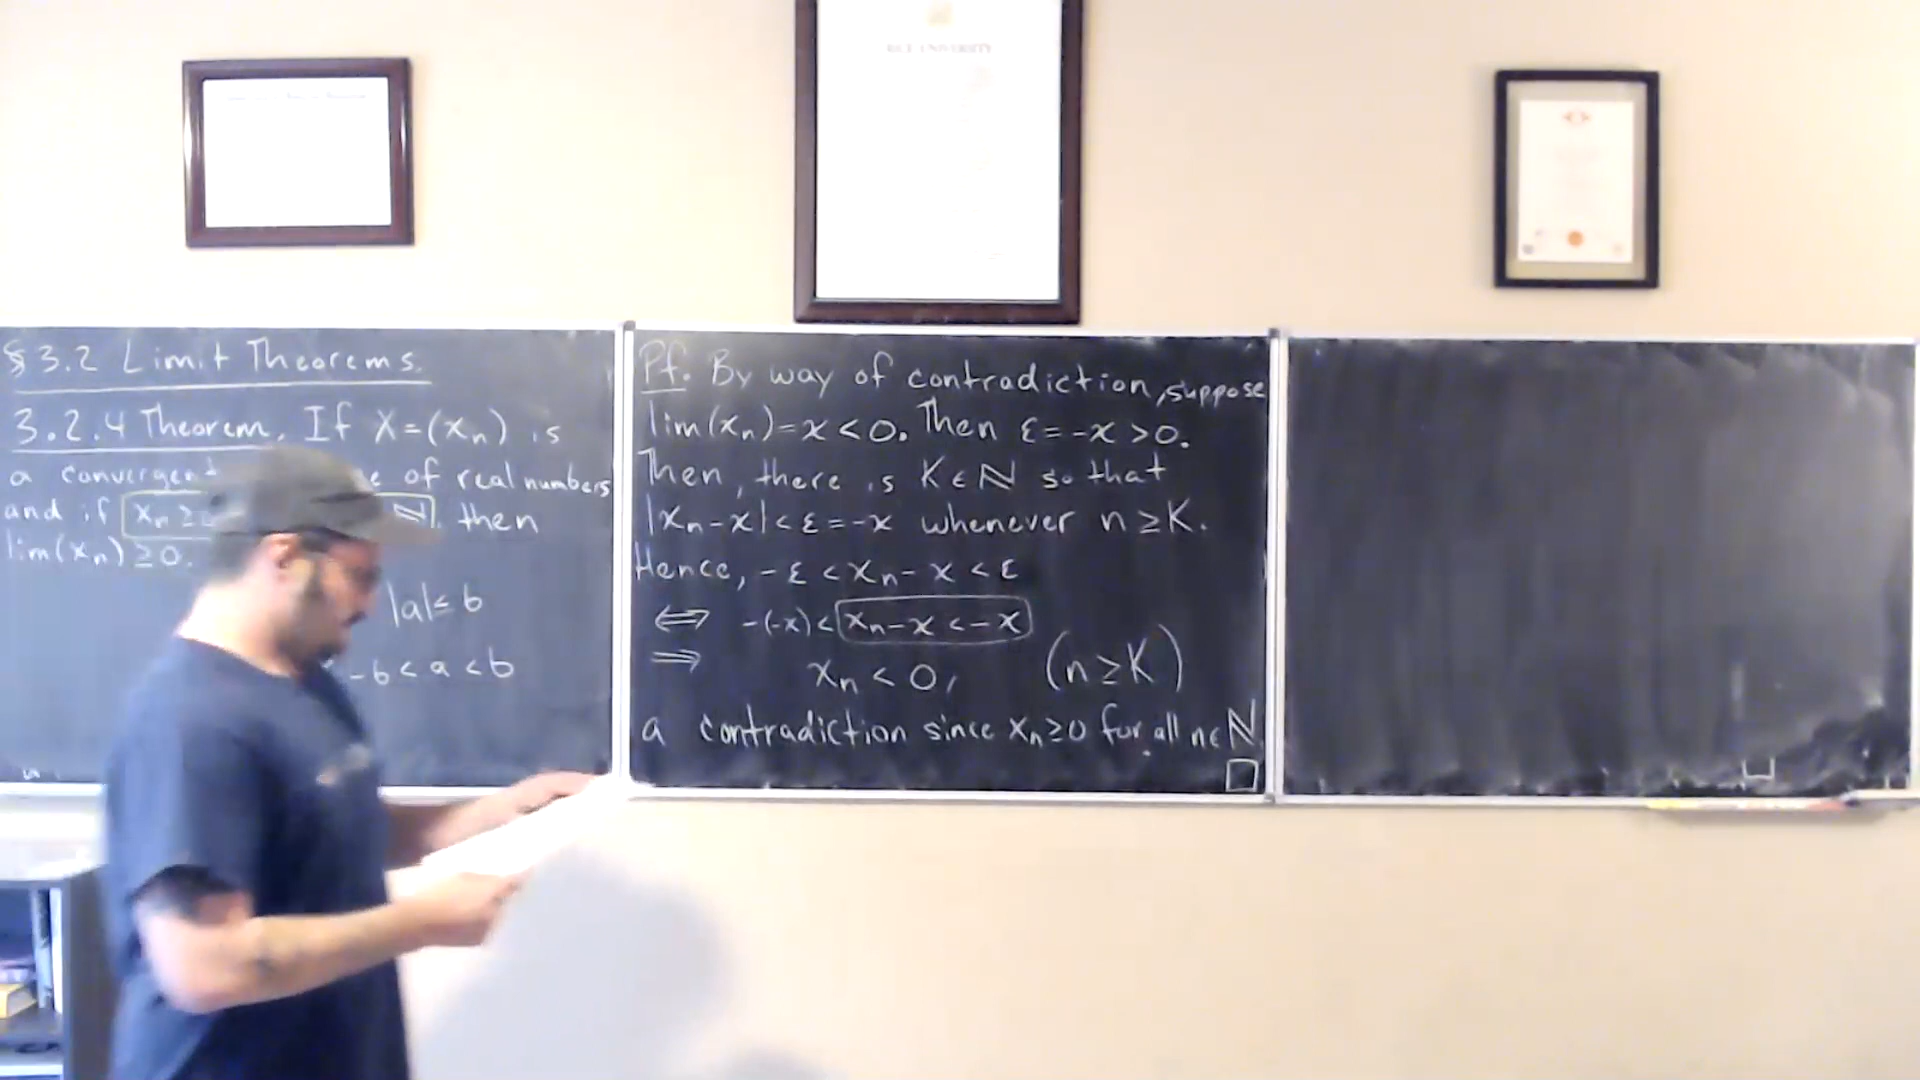 §3.2 Limit Theorems.
3.2.4 Theorem. If X=(xₙ) is
a convergent e of real numbers
and if xₙ ≥ ℕ, then
lim(xₙ) ≥ 0.
|a| ≤ b
-b < a < b
Pf. By way of contradiction, suppose
lim(xₙ)=x<0. Then ε=-x>0.
Then, there is K∈ℕ so that
|xₙ-x|<ε=-x whenever n≥K.
Hence, -ε<xₙ-x<ε
⟺ -(-x)<xₙ-x<-x
⟹ xₙ<0, (n≥K)
a contradiction since xₙ≥0 for all n∈ℕ.
□